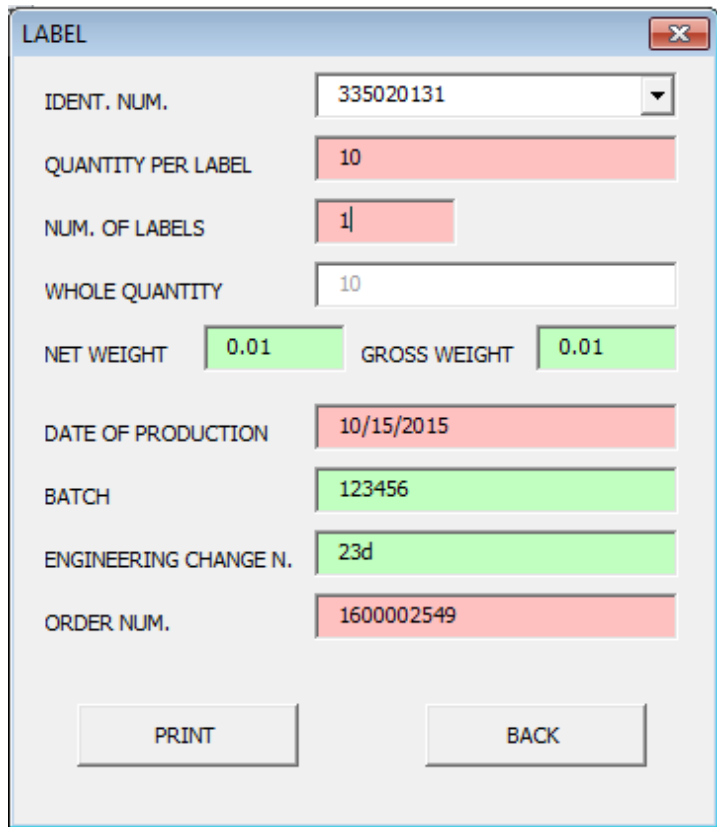 LABEL
IDENT. NUM. 335020131
QUANTITY PER LABEL 10
NUM. OF LABELS 1
WHOLE QUANTITY 10
NET WEIGHT 0.01 GROSS WEIGHT 0.01
DATE OF PRODUCTION 10/15/2015
BATCH 123456
ENGINEERING CHANGE N. 23d
ORDER NUM. 1600002549
PRINT BACK